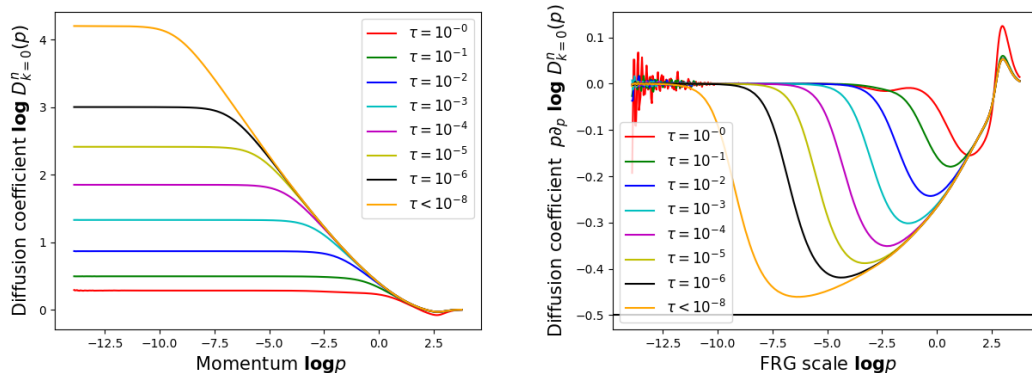 Diffusion coefficient log D^n_{k=0}(p)
4
3
2
1
0
τ = 10^{-0}
τ = 10^{-1}
τ = 10^{-2}
τ = 10^{-3}
τ = 10^{-4}
τ = 10^{-5}
τ = 10^{-6}
τ < 10^{-8}
−12.5 −10.0 −7.5 −5.0 −2.5 0.0 2.5
Momentum logp
Diffusion coefficient p∂_p log D^n_{k=0}(p)
0.1
0.0
−0.1
−0.2
−0.3
−0.4
−0.5
τ = 10^{-0}
τ = 10^{-1}
τ = 10^{-2}
τ = 10^{-3}
τ = 10^{-4}
τ = 10^{-5}
τ = 10^{-6}
τ < 10^{-8}
−12.5 −10.0 −7.5 −5.0 −2.5 0.0 2.5
FRG scale logp